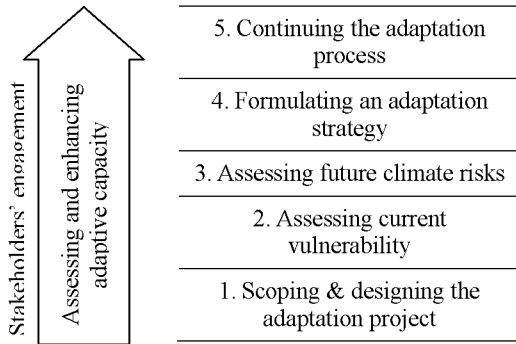 Stakeholders' engagement
Assessing and enhancing
adaptive capacity
5. Continuing the adaptation
process
4. Formulating an adaptation
strategy
3. Assessing future climate risks
2. Assessing current
vulnerability
1. Scoping & designing the
adaptation project